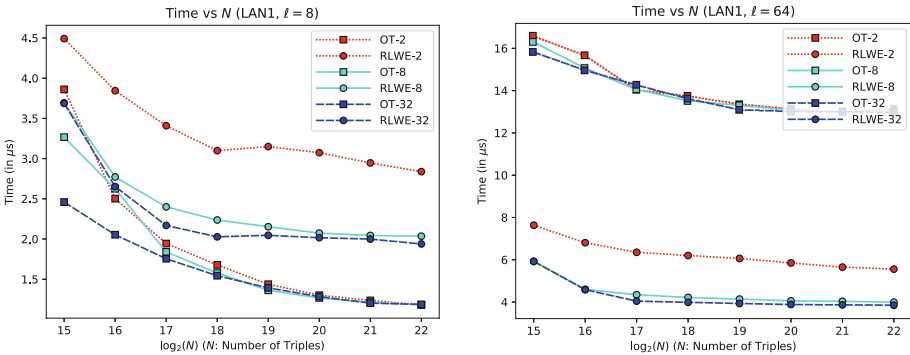 Time vs N (LAN1, ℓ = 8)
4.5
4.0
3.5
3.0
2.5
2.0
1.5
Time (in μs)
OT-2
RLWE-2
OT-8
RLWE-8
OT-32
RLWE-32
15 16 17 18 19 20 21 22
log₂(N) (N: Number of Triples)
Time vs N (LAN1, ℓ = 64)
16
14
12
10
8
6
4
Time (in μs)
OT-2
RLWE-2
OT-8
RLWE-8
OT-32
RLWE-32
15 16 17 18 19 20 21 22
log₂(N) (N: Number of Triples)